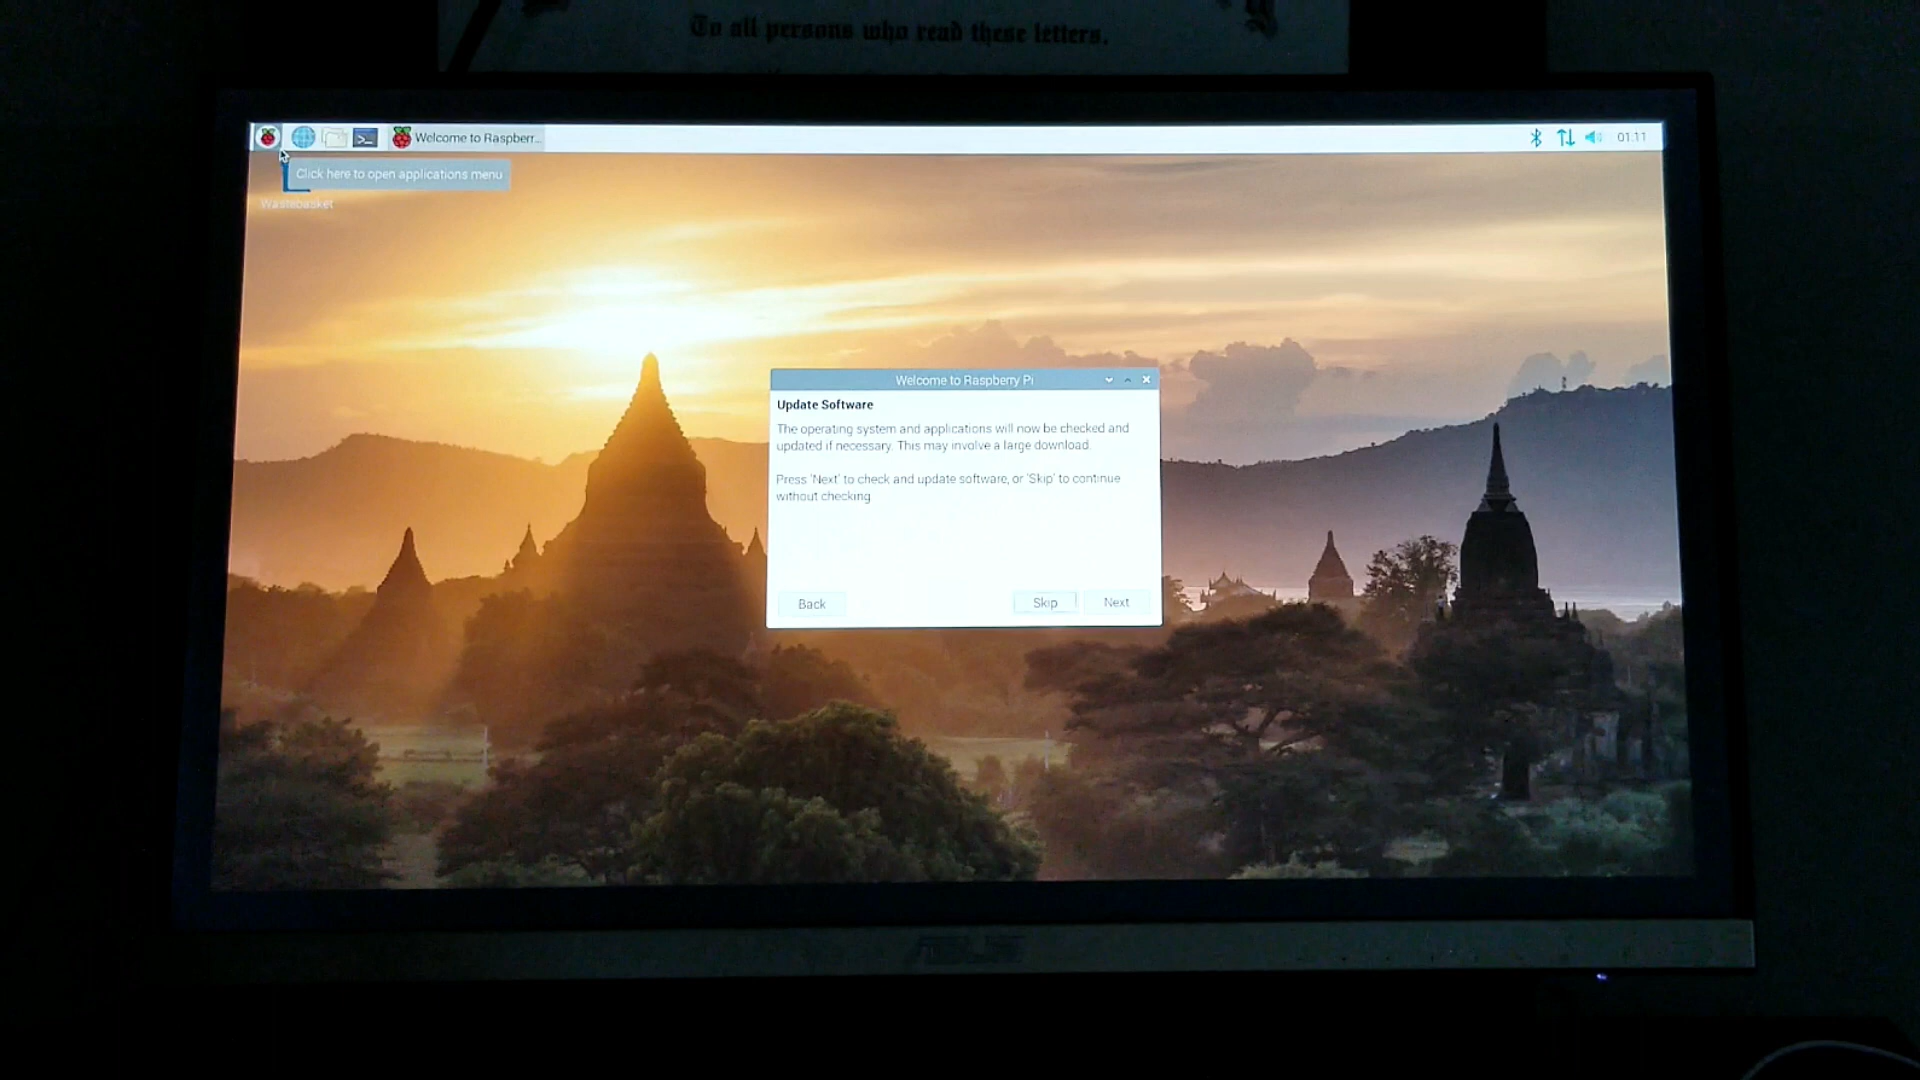 To all persons who read these letters.
Welcome to Raspberr...
01:11
Click here to open applications menu
Wastebasket
Welcome to Raspberry Pi
Update Software
The operating system and applications will now be checked and
updated if necessary. This may involve a large download.
Press 'Next' to check and update software, or 'Skip' to continue
without checking.
Back
Skip
Next
ASUS